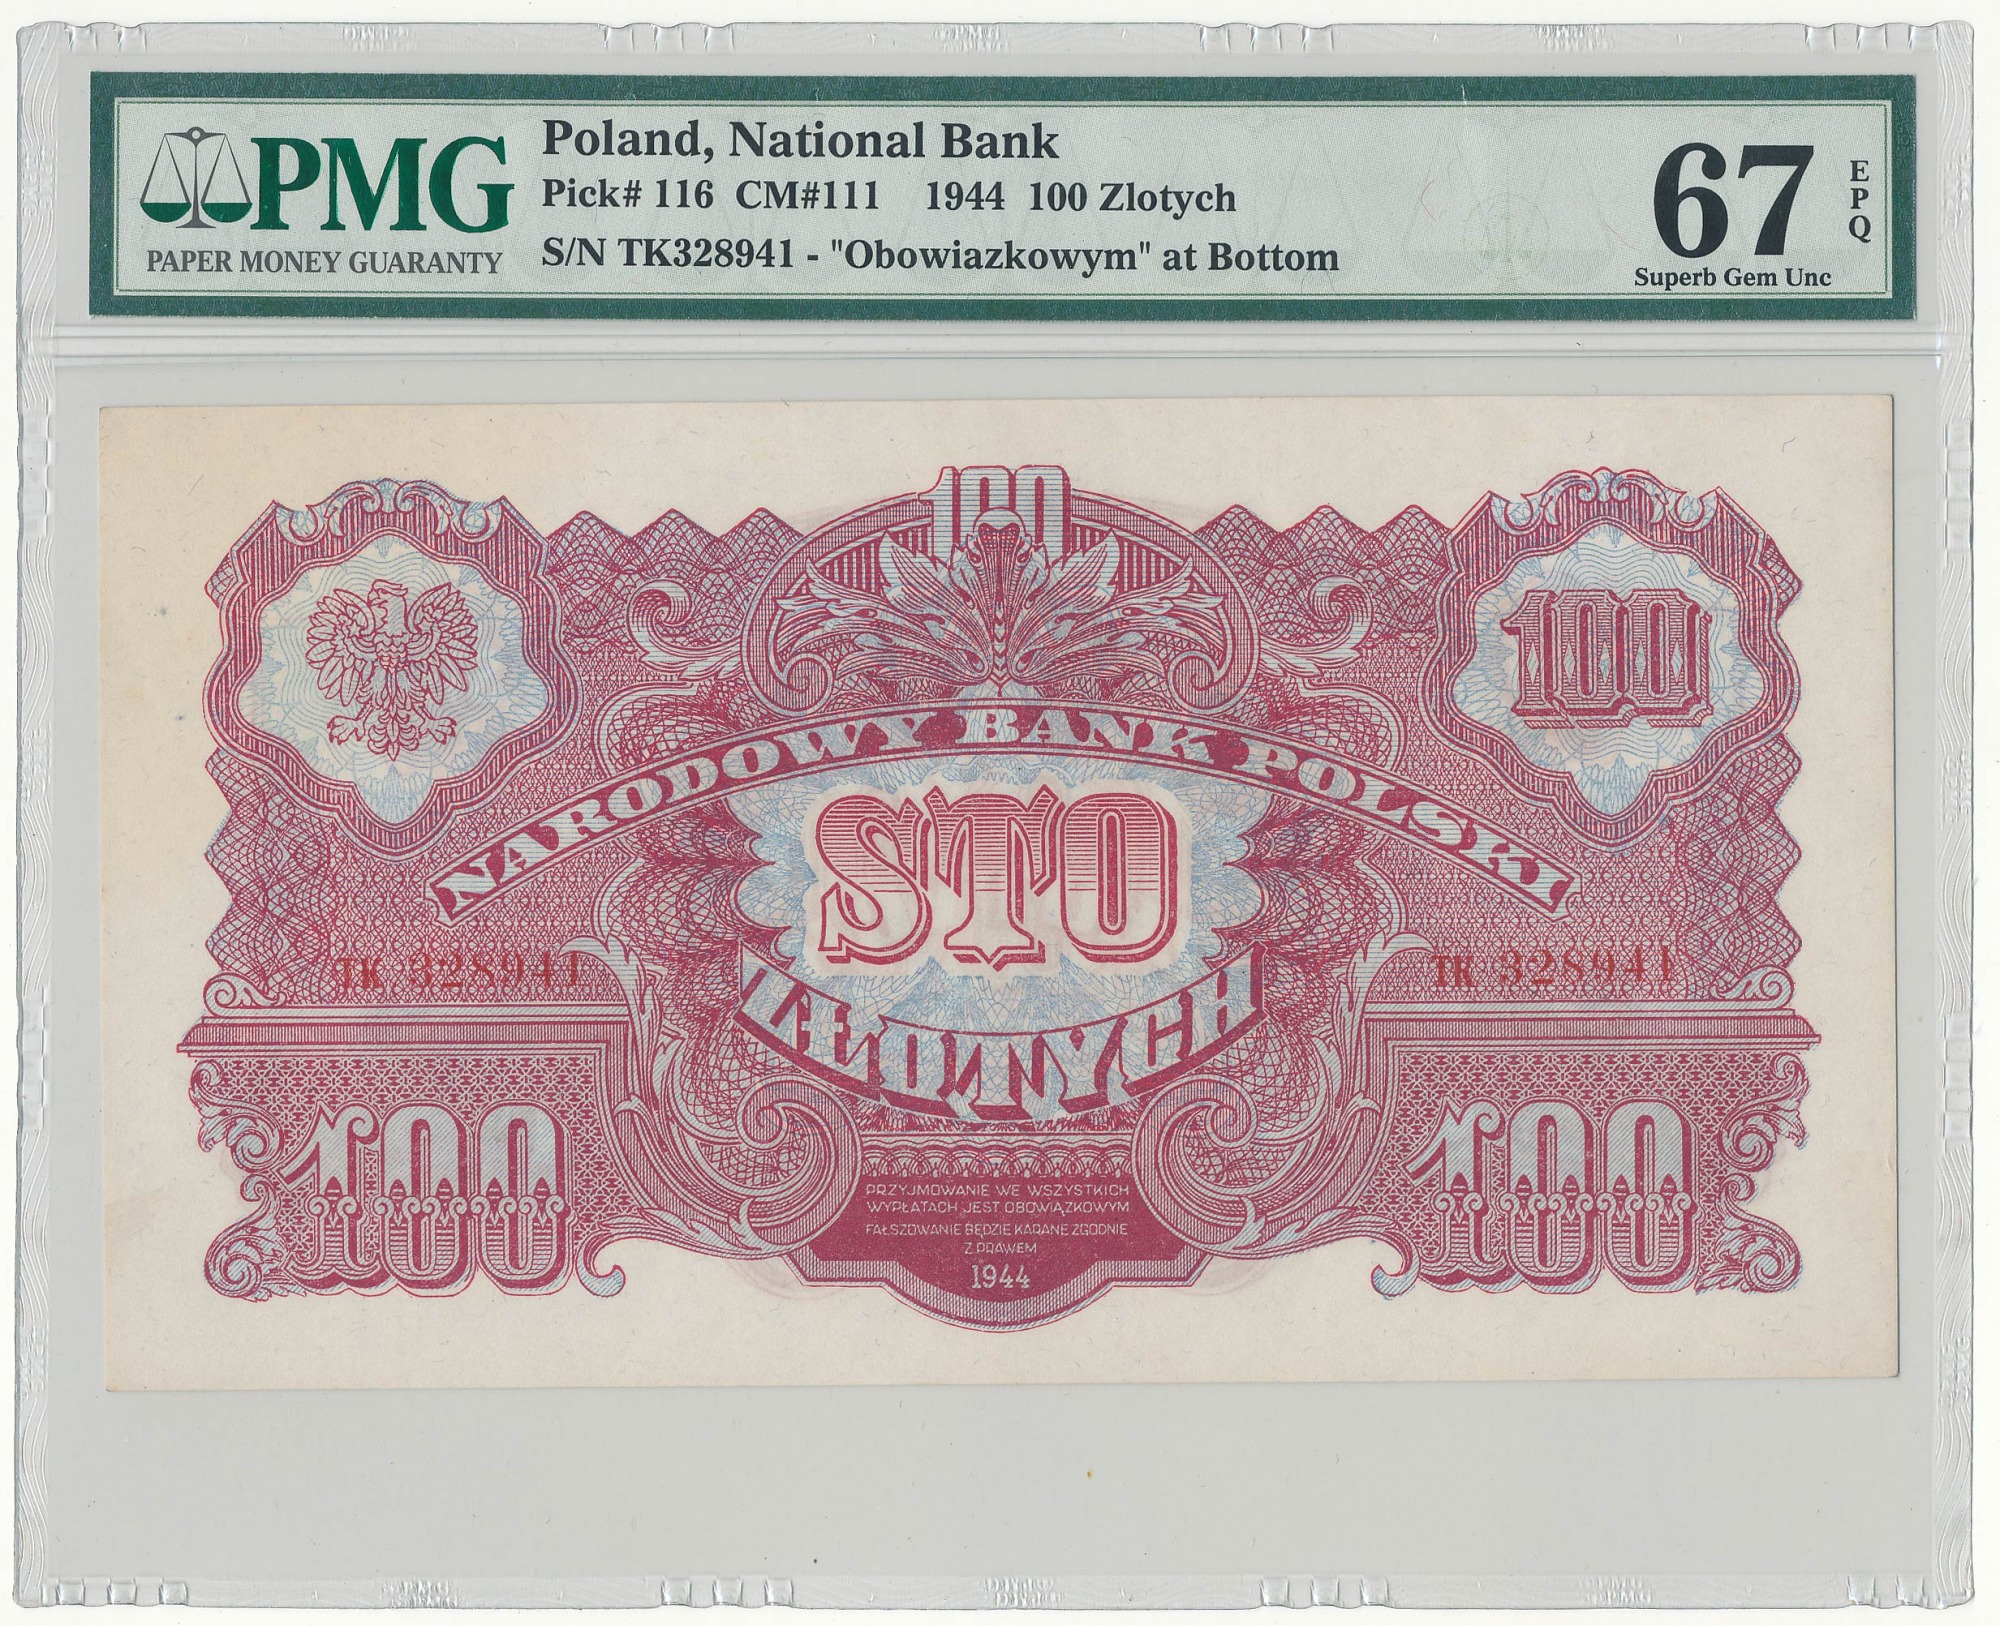 PMG
PAPER MONEY GUARANTY
Poland, National Bank
Pick# 116 CM#111 1944 100 Zlotych
S/N TK328941 - "Obowiazkowym" at Bottom
67
EPQ
Superb Gem Unc
100
100
NARODOWY BANK POLSKI
STO
ZŁOTYCH
TK 328941
TK 328941
100
100
PRZYJMOWANIE WE WSZYSTKICH
WYPŁATACH JEST OBOWIĄZKOWYM
FAŁSZOWANIE BĘDZIE KARANE ZGODNIE
Z PRAWEM
1944